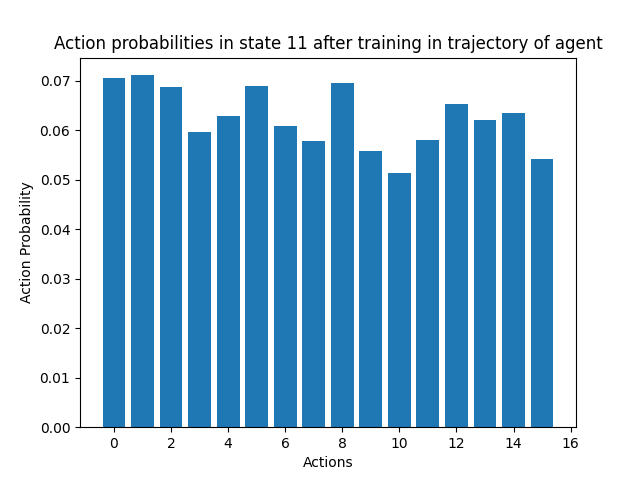 Action probabilities in state 11 after training in trajectory of agent
0.07
0.06
0.05
0.04
0.03
0.02
0.01
0.00
Action Probability
0 2 4 6 8 10 12 14 16
Actions